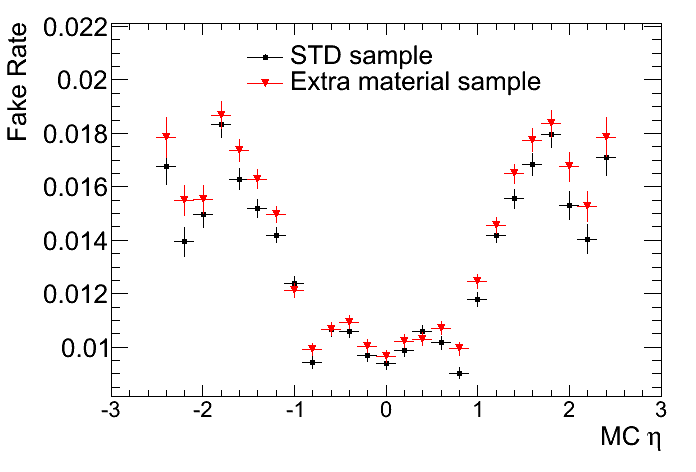 Fake Rate
0.022
0.02
0.018
0.016
0.014
0.012
0.01
STD sample
Extra material sample
-3 -2 -1 0 1 2 3
MC η